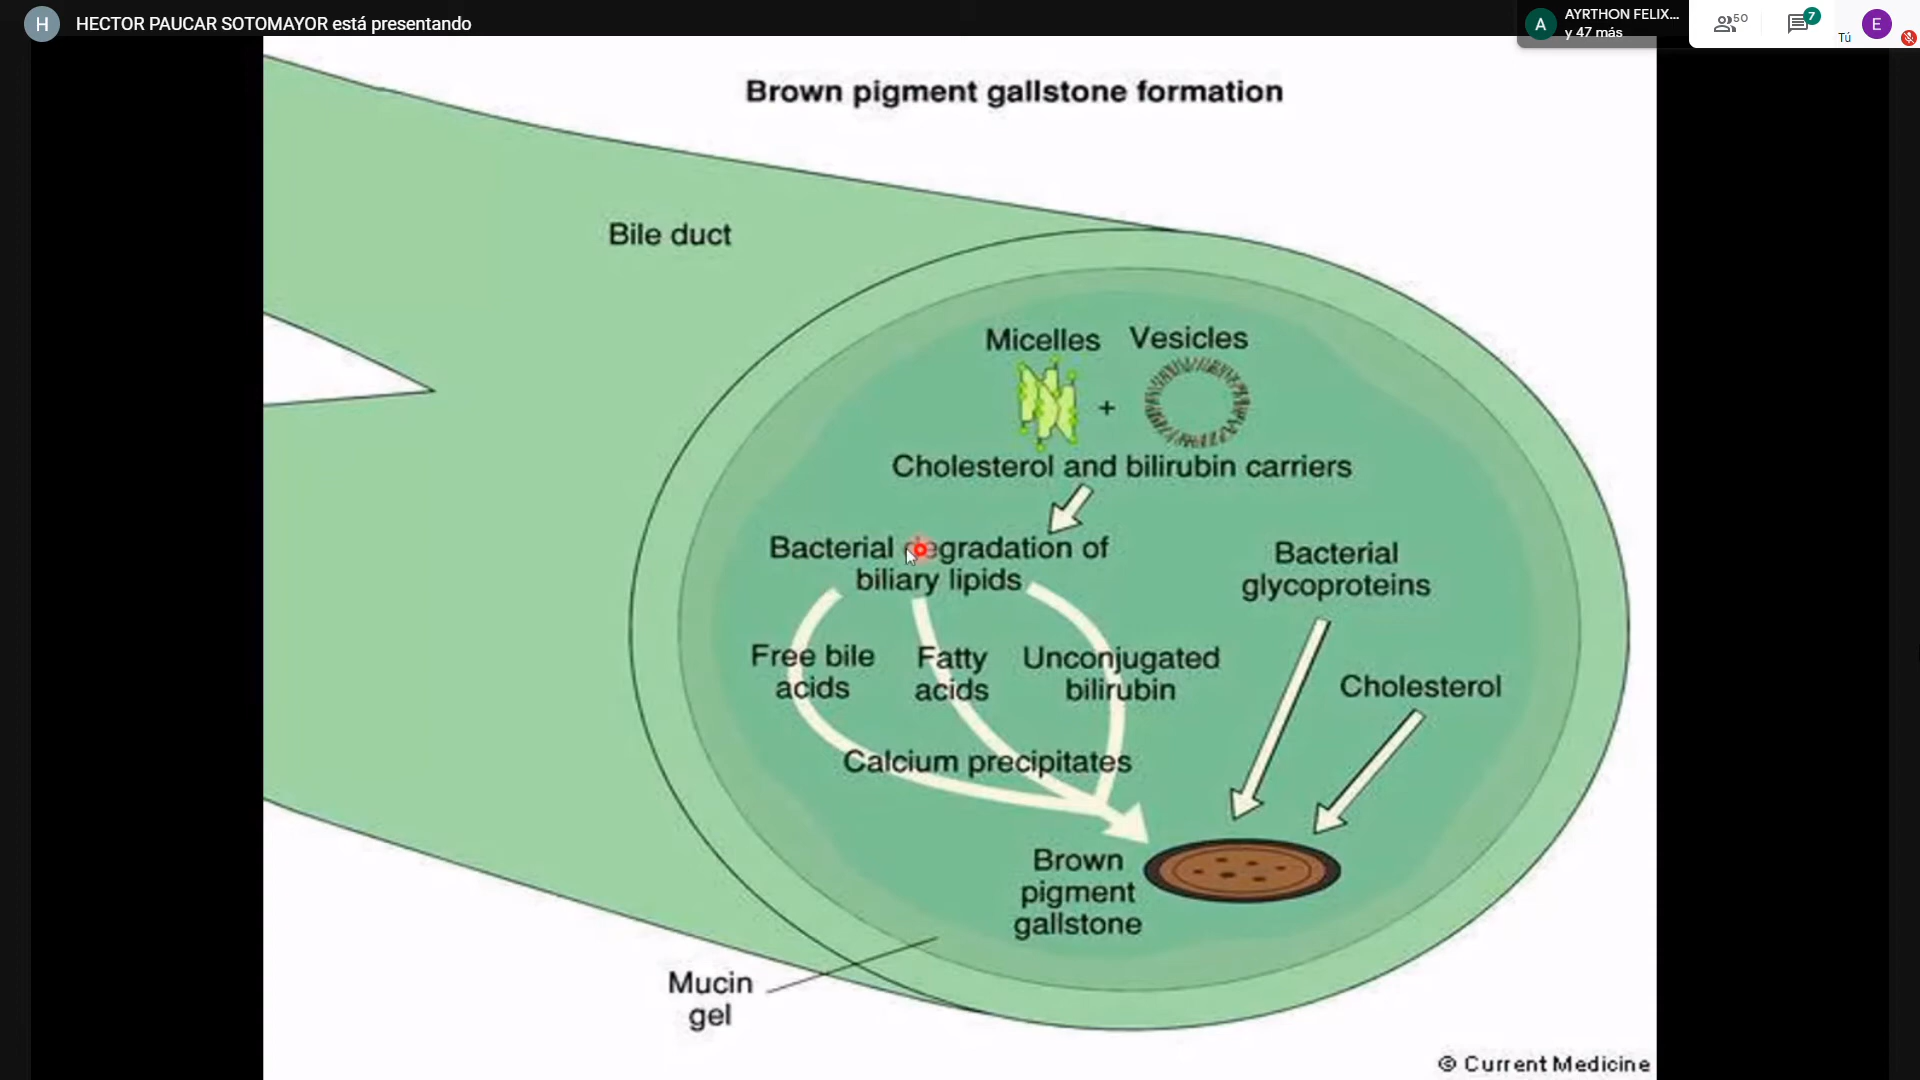 H HECTOR PAUCAR SOTOMAYOR está presentando
A AYRTHON FELIX...
y 47 más
50
7
Tú
E
Brown pigment gallstone formation
Bile duct
Micelles Vesicles
+
Cholesterol and bilirubin carriers
Bacterial degradation of
biliary lipids
Bacterial
glycoproteins
Free bile
acids
Fatty
acids
Unconjugated
bilirubin
Cholesterol
Calcium precipitates
Brown
pigment
gallstone
Mucin
gel
© Current Medicine